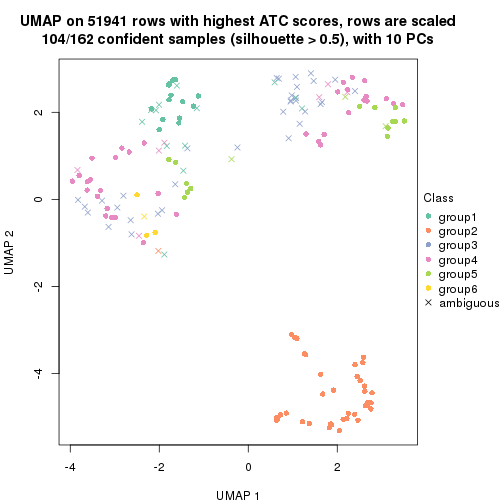 UMAP on 51941 rows with highest ATC scores, rows are scaled
104/162 confident samples (silhouette > 0.5), with 10 PCs
2
0
-2
-4
UMAP 2
-4
-2
0
2
UMAP 1
Class
group1
group2
group3
group4
group5
group6
ambiguous